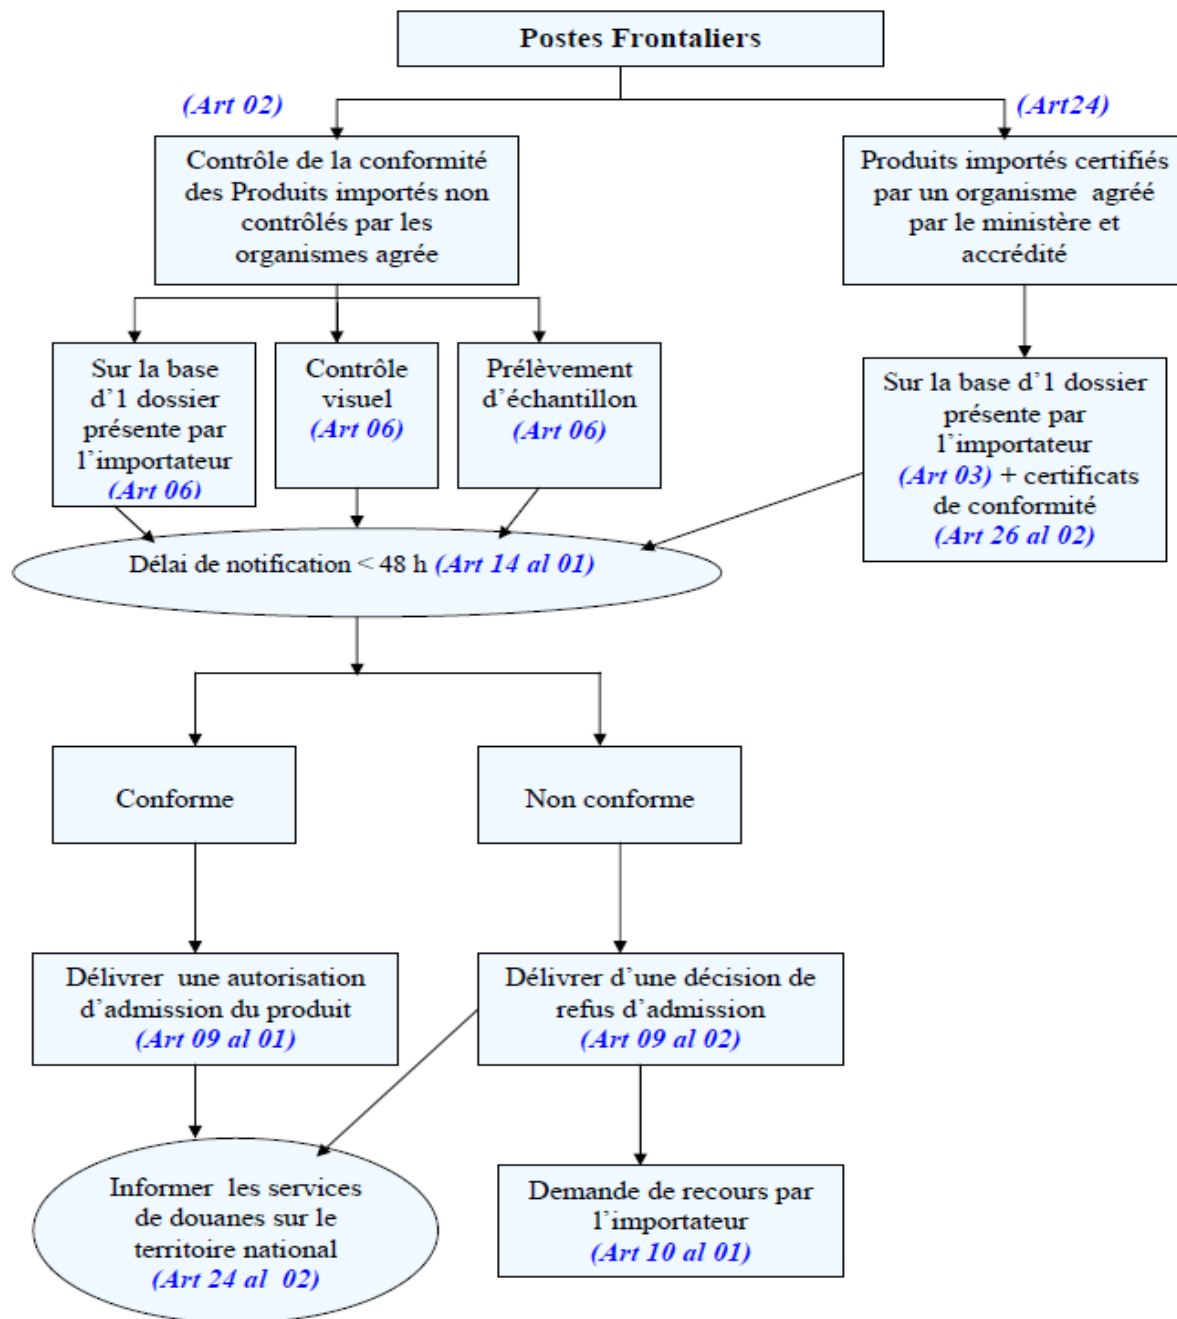 Postes Frontaliers
(Art 02)
(Art24)
Contrôle de la conformité
des Produits importés non
contrôlés par les
organismes agrée
Produits importés certifiés
par un organisme agréé
par le ministère et
accrédité
Sur la base
d'1 dossier
présente par
l'importateur
(Art 06)
Contrôle
visuel
(Art 06)
Prélèvement
d'échantillon
(Art 06)
Sur la base d'1 dossier
présente par
l'importateur
(Art 03) + certificats
de conformité
(Art 26 al 02)
Délai de notification < 48 h (Art 14 al 01)
Conforme
Non conforme
Délivrer une autorisation
d'admission du produit
(Art 09 al 01)
Délivrer d'une décision de
refus d'admission
(Art 09 al 02)
Informer les services
de douanes sur le
territoire national
(Art 24 al 02)
Demande de recours par
l'importateur
(Art 10 al 01)